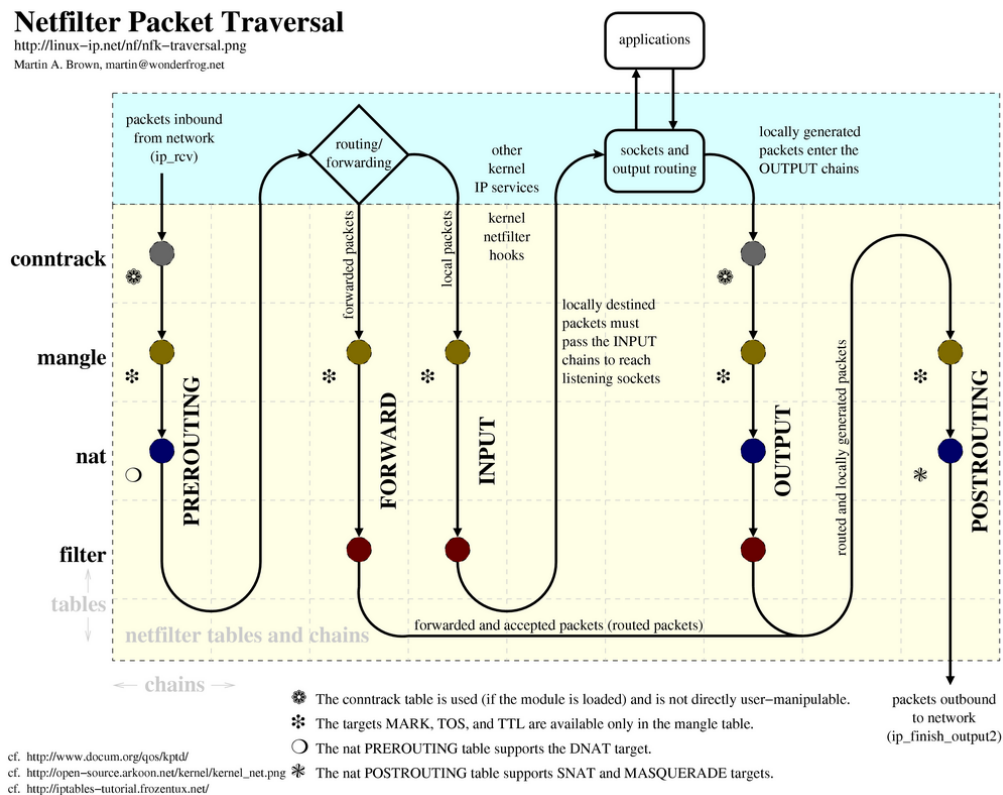 Netfilter Packet Traversal
http://linux-ip.net/nf/nfk-traversal.png
Martin A. Brown, martin@wonderfrog.net
applications
packets inbound
from network
(ip_rcv)
routing/
forwarding
other
kernel
IP services
sockets and
output routing
locally generated
packets enter the
OUTPUT chains
kernel
netfilter
hooks
forwarded packets
local packets
conntrack
mangle
nat
filter
locally destined
packets must
pass the INPUT
chains to reach
listening sockets
PREROUTING
FORWARD
INPUT
OUTPUT
routed and locally generated packets
POSTROUTING
tables
netfilter tables and chains
forwarded and accepted packets (routed packets)
chains
The conntrack table is used (if the module is loaded) and is not directly user-manipulable.
The targets MARK, TOS, and TTL are available only in the mangle table.
The nat PREROUTING table supports the DNAT target.
The nat POSTROUTING table supports SNAT and MASQUERADE targets.
packets outbound
to network
(ip_finish_output2)
cf. http://www.docum.org/qos/kptd/
cf. http://open-source.arkoon.net/kernel/kernel_net.png
cf. http://iptables-tutorial.frozentux.net/